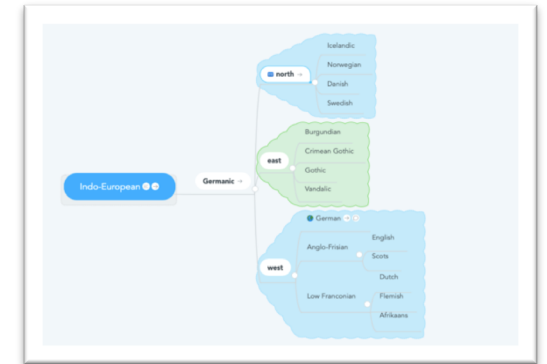 Indo-European
Germanic
north
Icelandic
Norwegian
Danish
Swedish
east
Burgundian
Crimean Gothic
Gothic
Vandalic
west
German
Anglo-Frisian
English
Scots
Low Franconian
Dutch
Flemish
Afrikaans